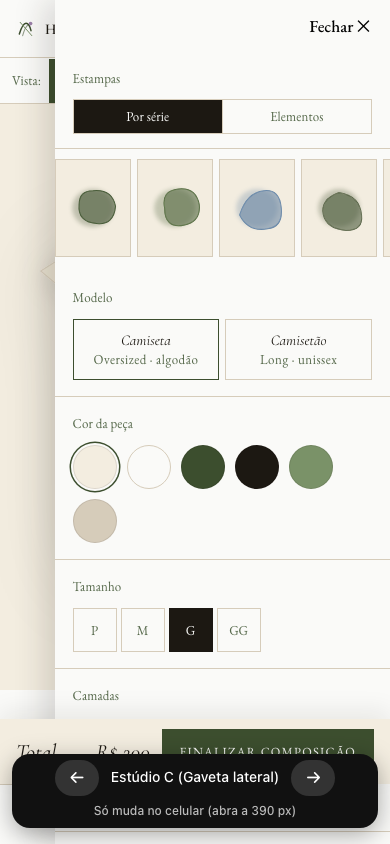 Fechar
H
Vista:
Estampas
Por série
Elementos
Modelo
Camiseta
Oversized · algodão
Camisetão
Long · unissex
Cor da peça
Tamanho
P
M
G
GG
Camadas
Total
R$ 200
FINALIZAR COMPOSIÇÃO
Estúdio C (Gaveta lateral)
Só muda no celular (abra a 390 px)